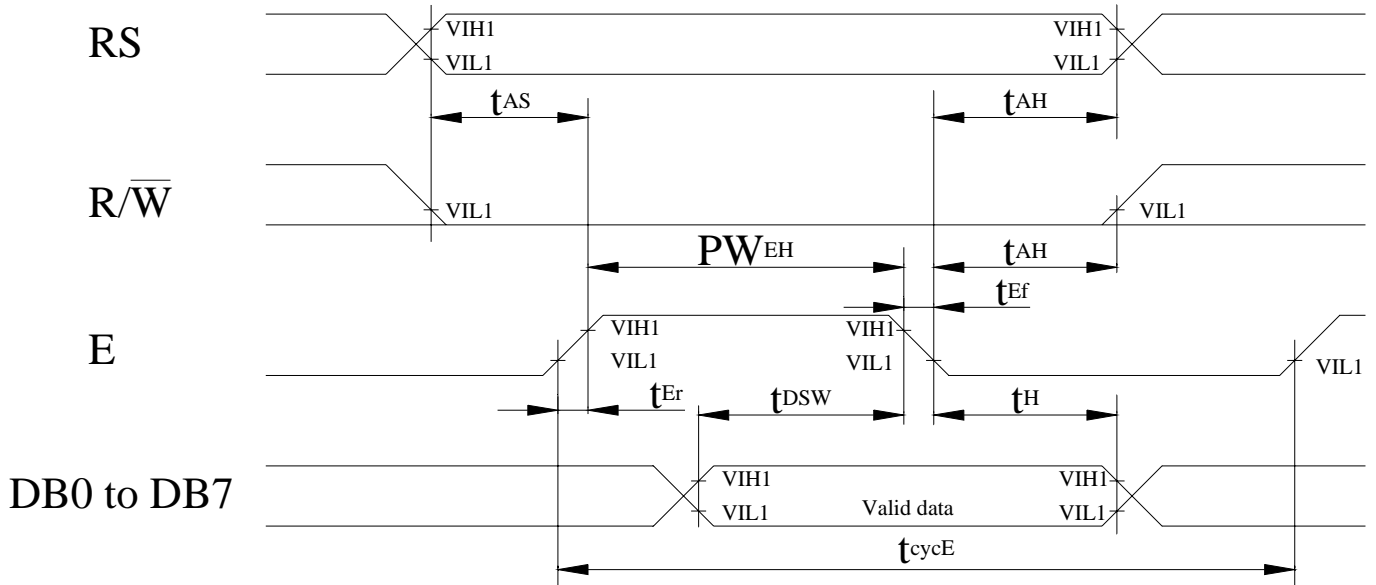 RS
VIH1 VIH1
VIL1 VIL1
tAS tAH
R/W̅
VIL1 VIL1
PWEH tAH
tEf
E
VIH1 VIH1
VIL1 VIL1 VIL1
tEr tDSW tH
DB0 to DB7
VIH1 VIH1
VIL1 Valid data VIL1
tcycE